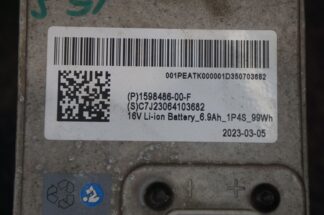 001PEATK000001D350703682
(P)1598486-00-F
(S)C7J23064103682
16V Li-ion Battery_6.9Ah_1P4S_99Wh
2023-03-05
- +